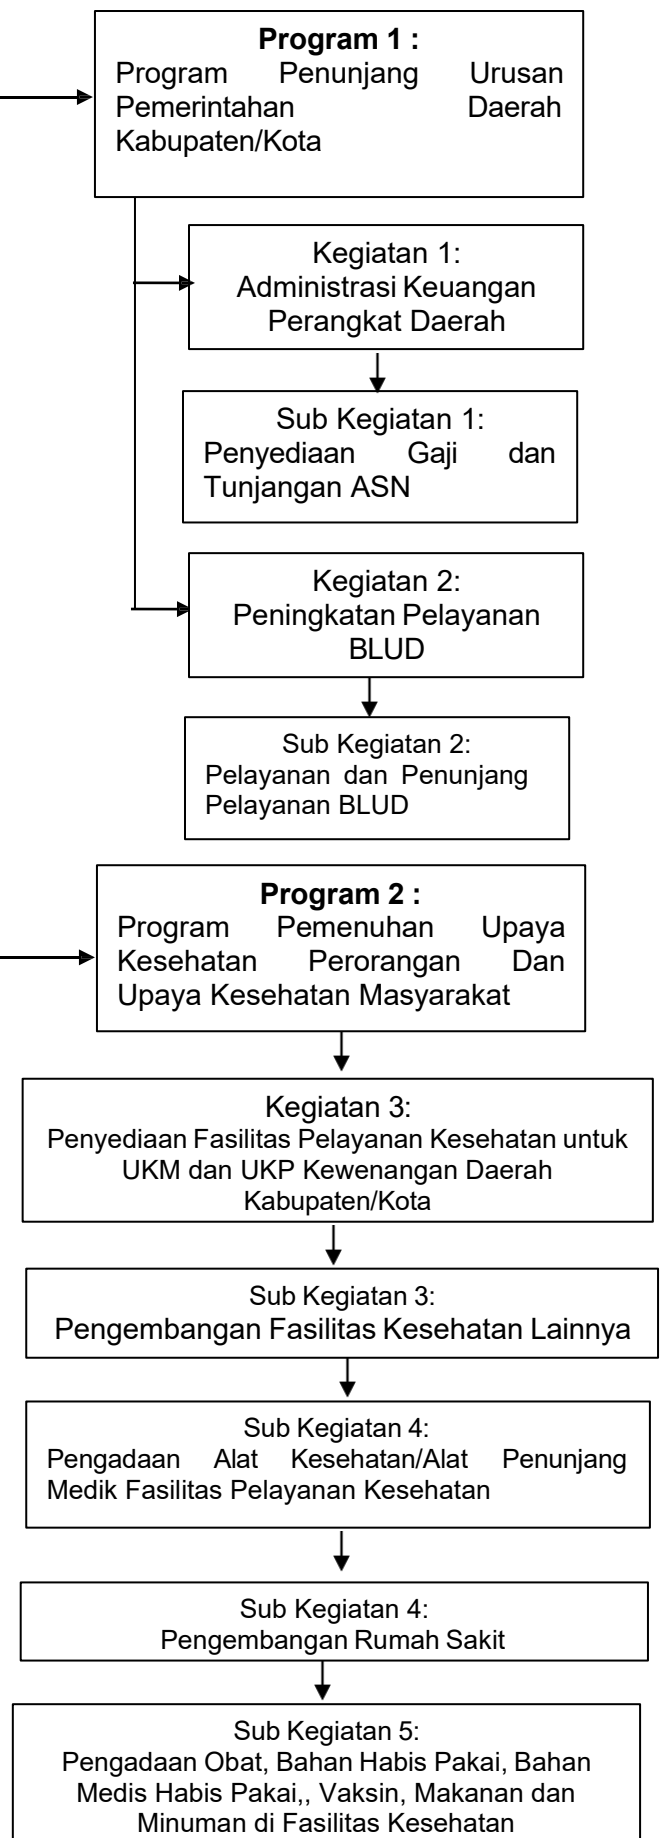 Program 1 :
Program Penunjang Urusan
Pemerintahan Daerah
Kabupaten/Kota
Kegiatan 1:
Administrasi Keuangan
Perangkat Daerah
Sub Kegiatan 1:
Penyediaan Gaji dan
Tunjangan ASN
Kegiatan 2:
Peningkatan Pelayanan
BLUD
Sub Kegiatan 2:
Pelayanan dan Penunjang
Pelayanan BLUD
Program 2 :
Program Pemenuhan Upaya
Kesehatan Perorangan Dan
Upaya Kesehatan Masyarakat
Kegiatan 3:
Penyediaan Fasilitas Pelayanan Kesehatan untuk
UKM dan UKP Kewenangan Daerah
Kabupaten/Kota
Sub Kegiatan 3:
Pengembangan Fasilitas Kesehatan Lainnya
Sub Kegiatan 4:
Pengadaan Alat Kesehatan/Alat Penunjang
Medik Fasilitas Pelayanan Kesehatan
Sub Kegiatan 4:
Pengembangan Rumah Sakit
Sub Kegiatan 5:
Pengadaan Obat, Bahan Habis Pakai, Bahan
Medis Habis Pakai,, Vaksin, Makanan dan
Minuman di Fasilitas Kesehatan